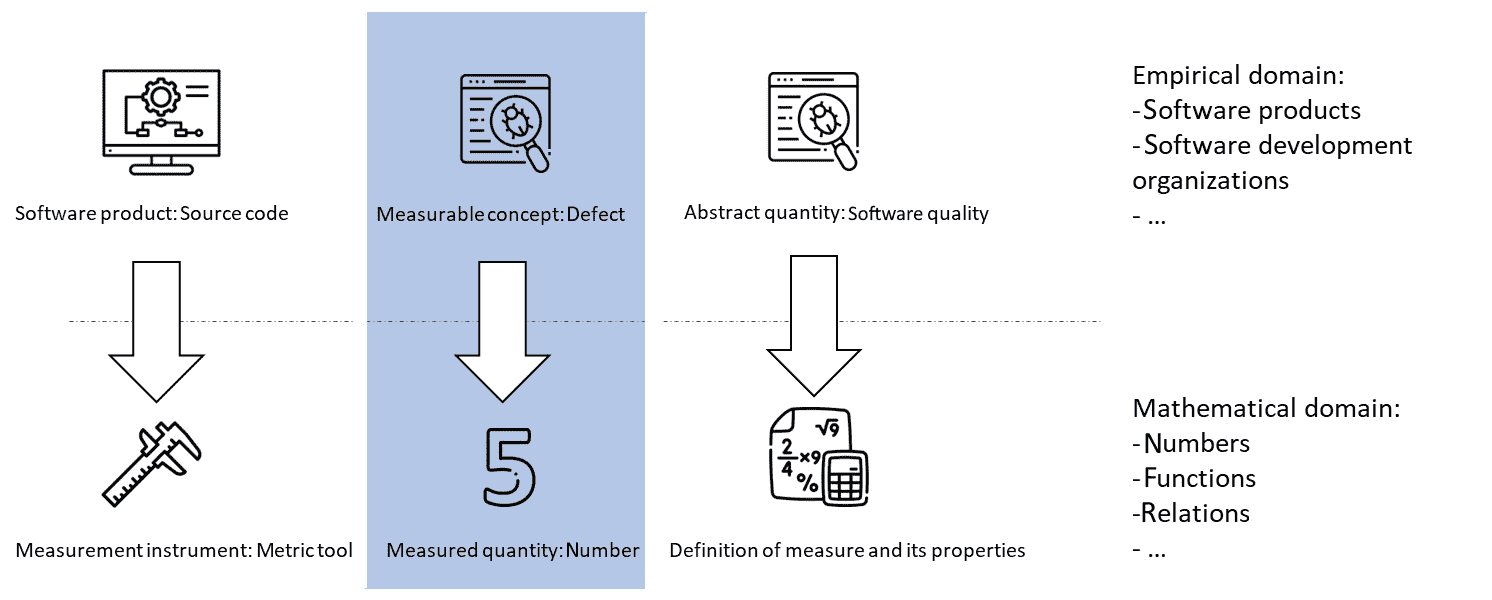 Empirical domain:
-Software products
-Software development
organizations
- ...
Software product: Source code
Measurable concept: Defect
Abstract quantity: Software quality
5
√9
2
4
×9
%
Mathematical domain:
-Numbers
-Functions
-Relations
- ...
Measurement instrument: Metric tool
Measured quantity: Number
Definition of measure and its properties